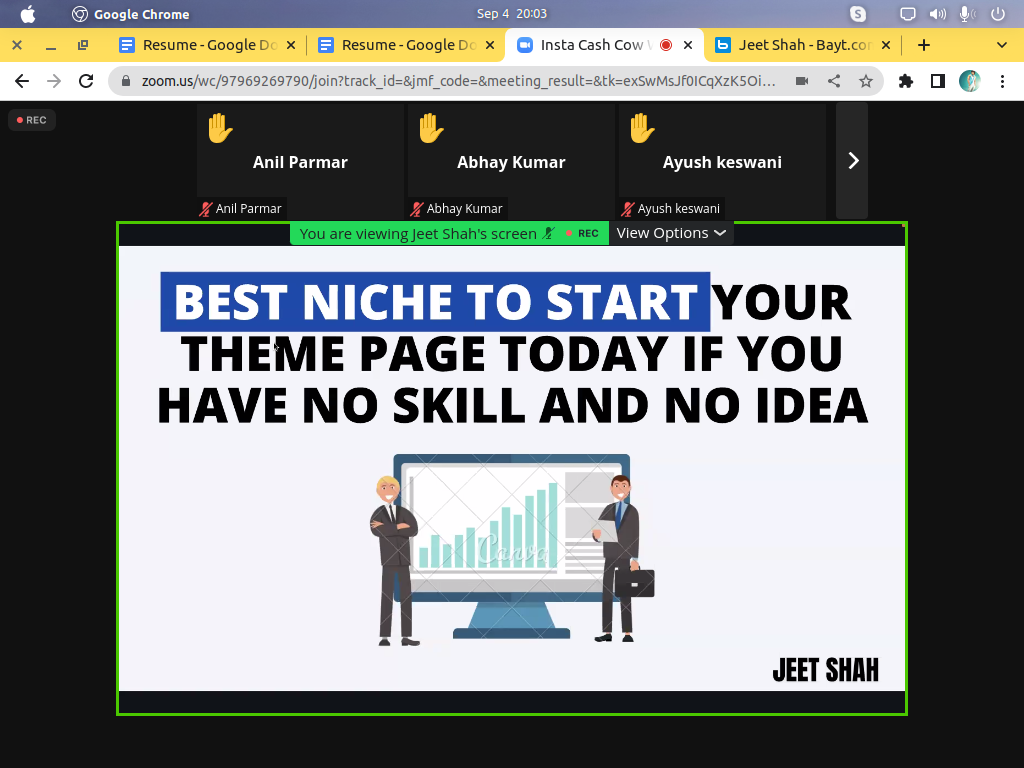 Google Chrome
Sep 4 20:03
Resume - Google Do
Resume - Google Do
Insta Cash Cow
Jeet Shah - Bayt.co
zoom.us/wc/97969269790/join?track_id=&jmf_code=&meeting_result=&tk=exSwMsJf0ICqXzK5Oi...
REC
Anil Parmar
Abhay Kumar
Ayush keswani
Anil Parmar
Abhay Kumar
Ayush keswani
You are viewing Jeet Shah's screen
REC
View Options
BEST NICHE TO START YOUR
THEME PAGE TODAY IF YOU
HAVE NO SKILL AND NO IDEA
Canva
JEET SHAH